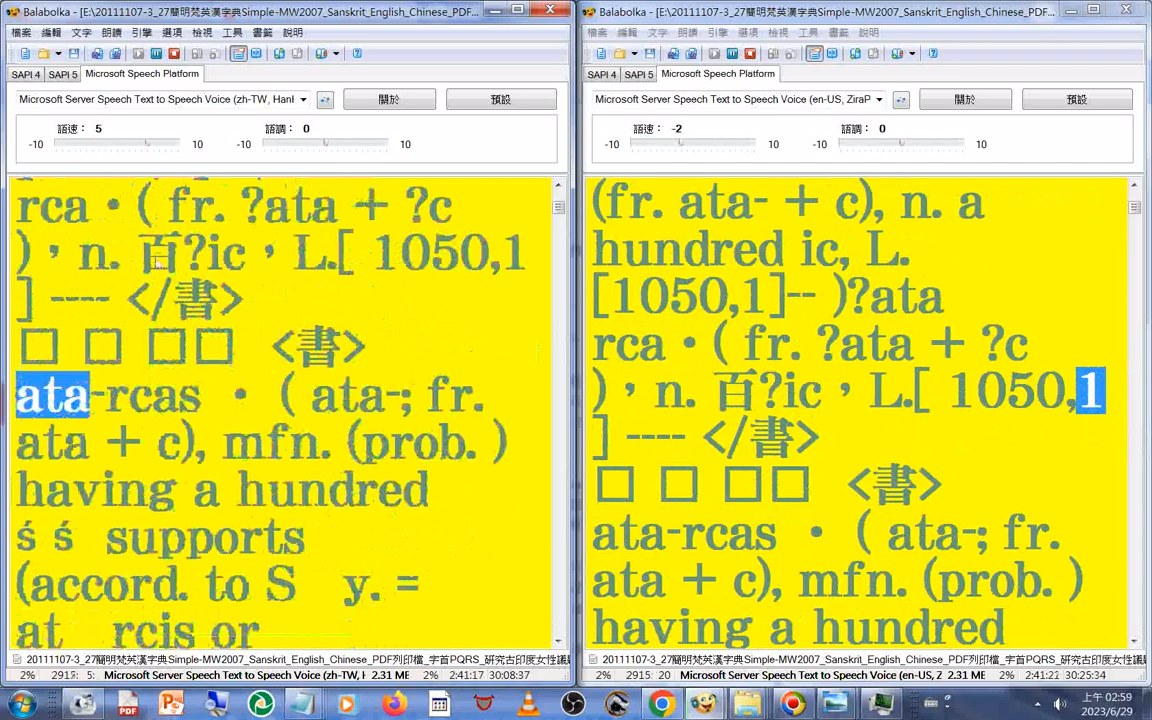 Balabolka - [E:\20111107-3_27簡明梵英漢字典Simple-MW2007_Sanskrit_English_Chinese_PDF...
檔案 編輯 文字 朗讀 引擎 選項 檢視 工具 書籤 說明
SAPI 4 SAPI 5 Microsoft Speech Platform
Microsoft Server Speech Text to Speech Voice (zh-TW, Hanl 關於 預設
語速： 5 語調： 0
-10 10 -10 10
rca •( fr. ?ata + ?c
)，n. 百?ic，L.[ 1050,1
] ---- </書>
□ □ □□ <書>
ata-rcas • ( ata-; fr.
ata + c), mfn. (prob. )
having a hundred
ś ś supports
(accord. to S y. =
at rcis or
20111107-3_27簡明梵英漢字典Simple-MW2007_Sanskrit_English_Chinese_PDF列印檔_字首PQRS_研究古印度女性議
2% 2915: 5: Microsoft Server Speech Text to Speech Voice (zh-TW, 2.31 ME 2% 2:41:17 30:08:37
Balabolka - [E:\20111107-3_27簡明梵英漢字典Simple-MW2007_Sanskrit_English_Chinese_PDF...
檔案 編輯 文字 朗讀 引擎 選項 檢視 工具 書籤 說明
SAPI 4 SAPI 5 Microsoft Speech Platform
Microsoft Server Speech Text to Speech Voice (en-US, ZiraP 關於 預設
語速： -2 語調： 0
-10 10 -10 10
(fr. ata- + c), n. a
hundred ic, L.
[1050,1]-- )?ata
rca •( fr. ?ata + ?c
)，n. 百?ic，L.[ 1050,1
] ---- </書>
□ □ □□ <書>
ata-rcas • ( ata-; fr.
ata + c), mfn. (prob. )
having a hundred
20111107-3_27簡明梵英漢字典Simple-MW2007_Sanskrit_English_Chinese_PDF列印檔_字首PQRS_研究古印度女性議
2% 2915: 20 Microsoft Server Speech Text to Speech Voice (en-US, Z 2.31 ME 2% 2:41:22 30:25:34
上午 02:59
2023/6/29